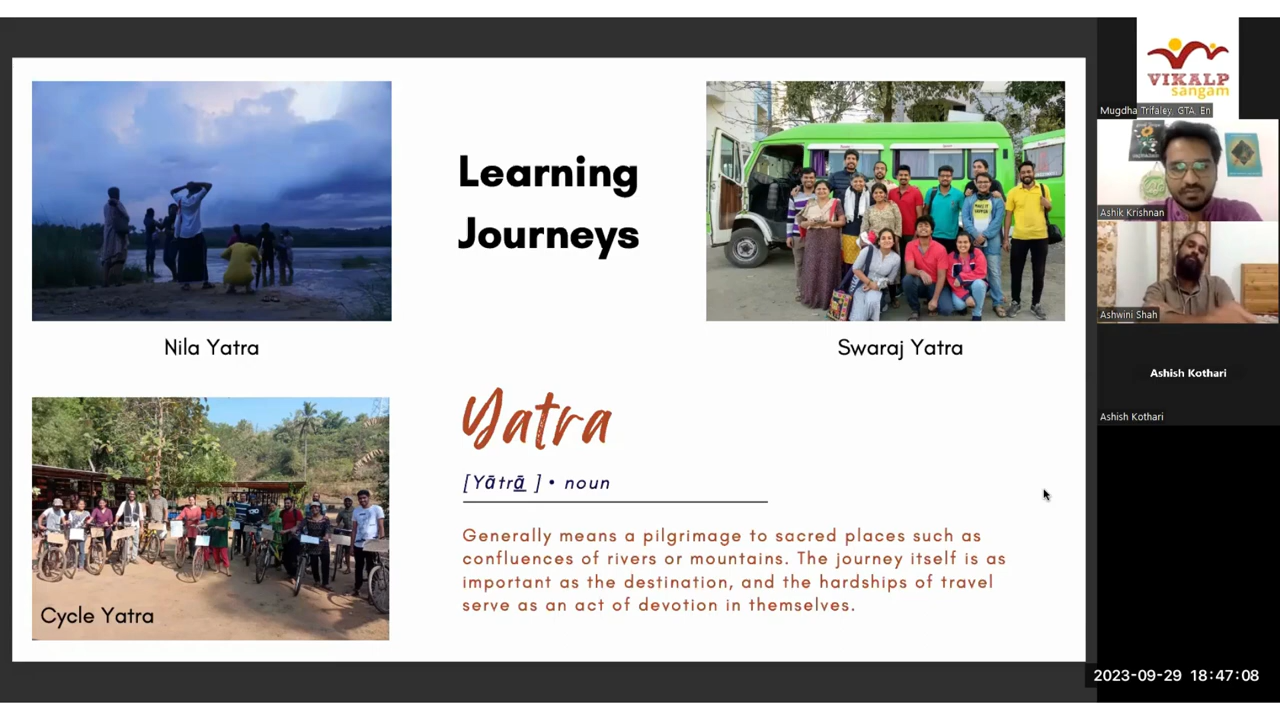 Learning
Journeys
Nila Yatra
Swaraj Yatra
Cycle Yatra
Yatra
[Yātrā ] • noun
Generally means a pilgrimage to sacred places such as
confluences of rivers or mountains. The journey itself is as
important as the destination, and the hardships of travel
serve as an act of devotion in themselves.
VIKALP
sangam
Mugdha Trifaley, GTA, En
Ashik Krishnan
Ashwini Shah
Ashish Kothari
Ashish Kothari
2023-09-29 18:47:08